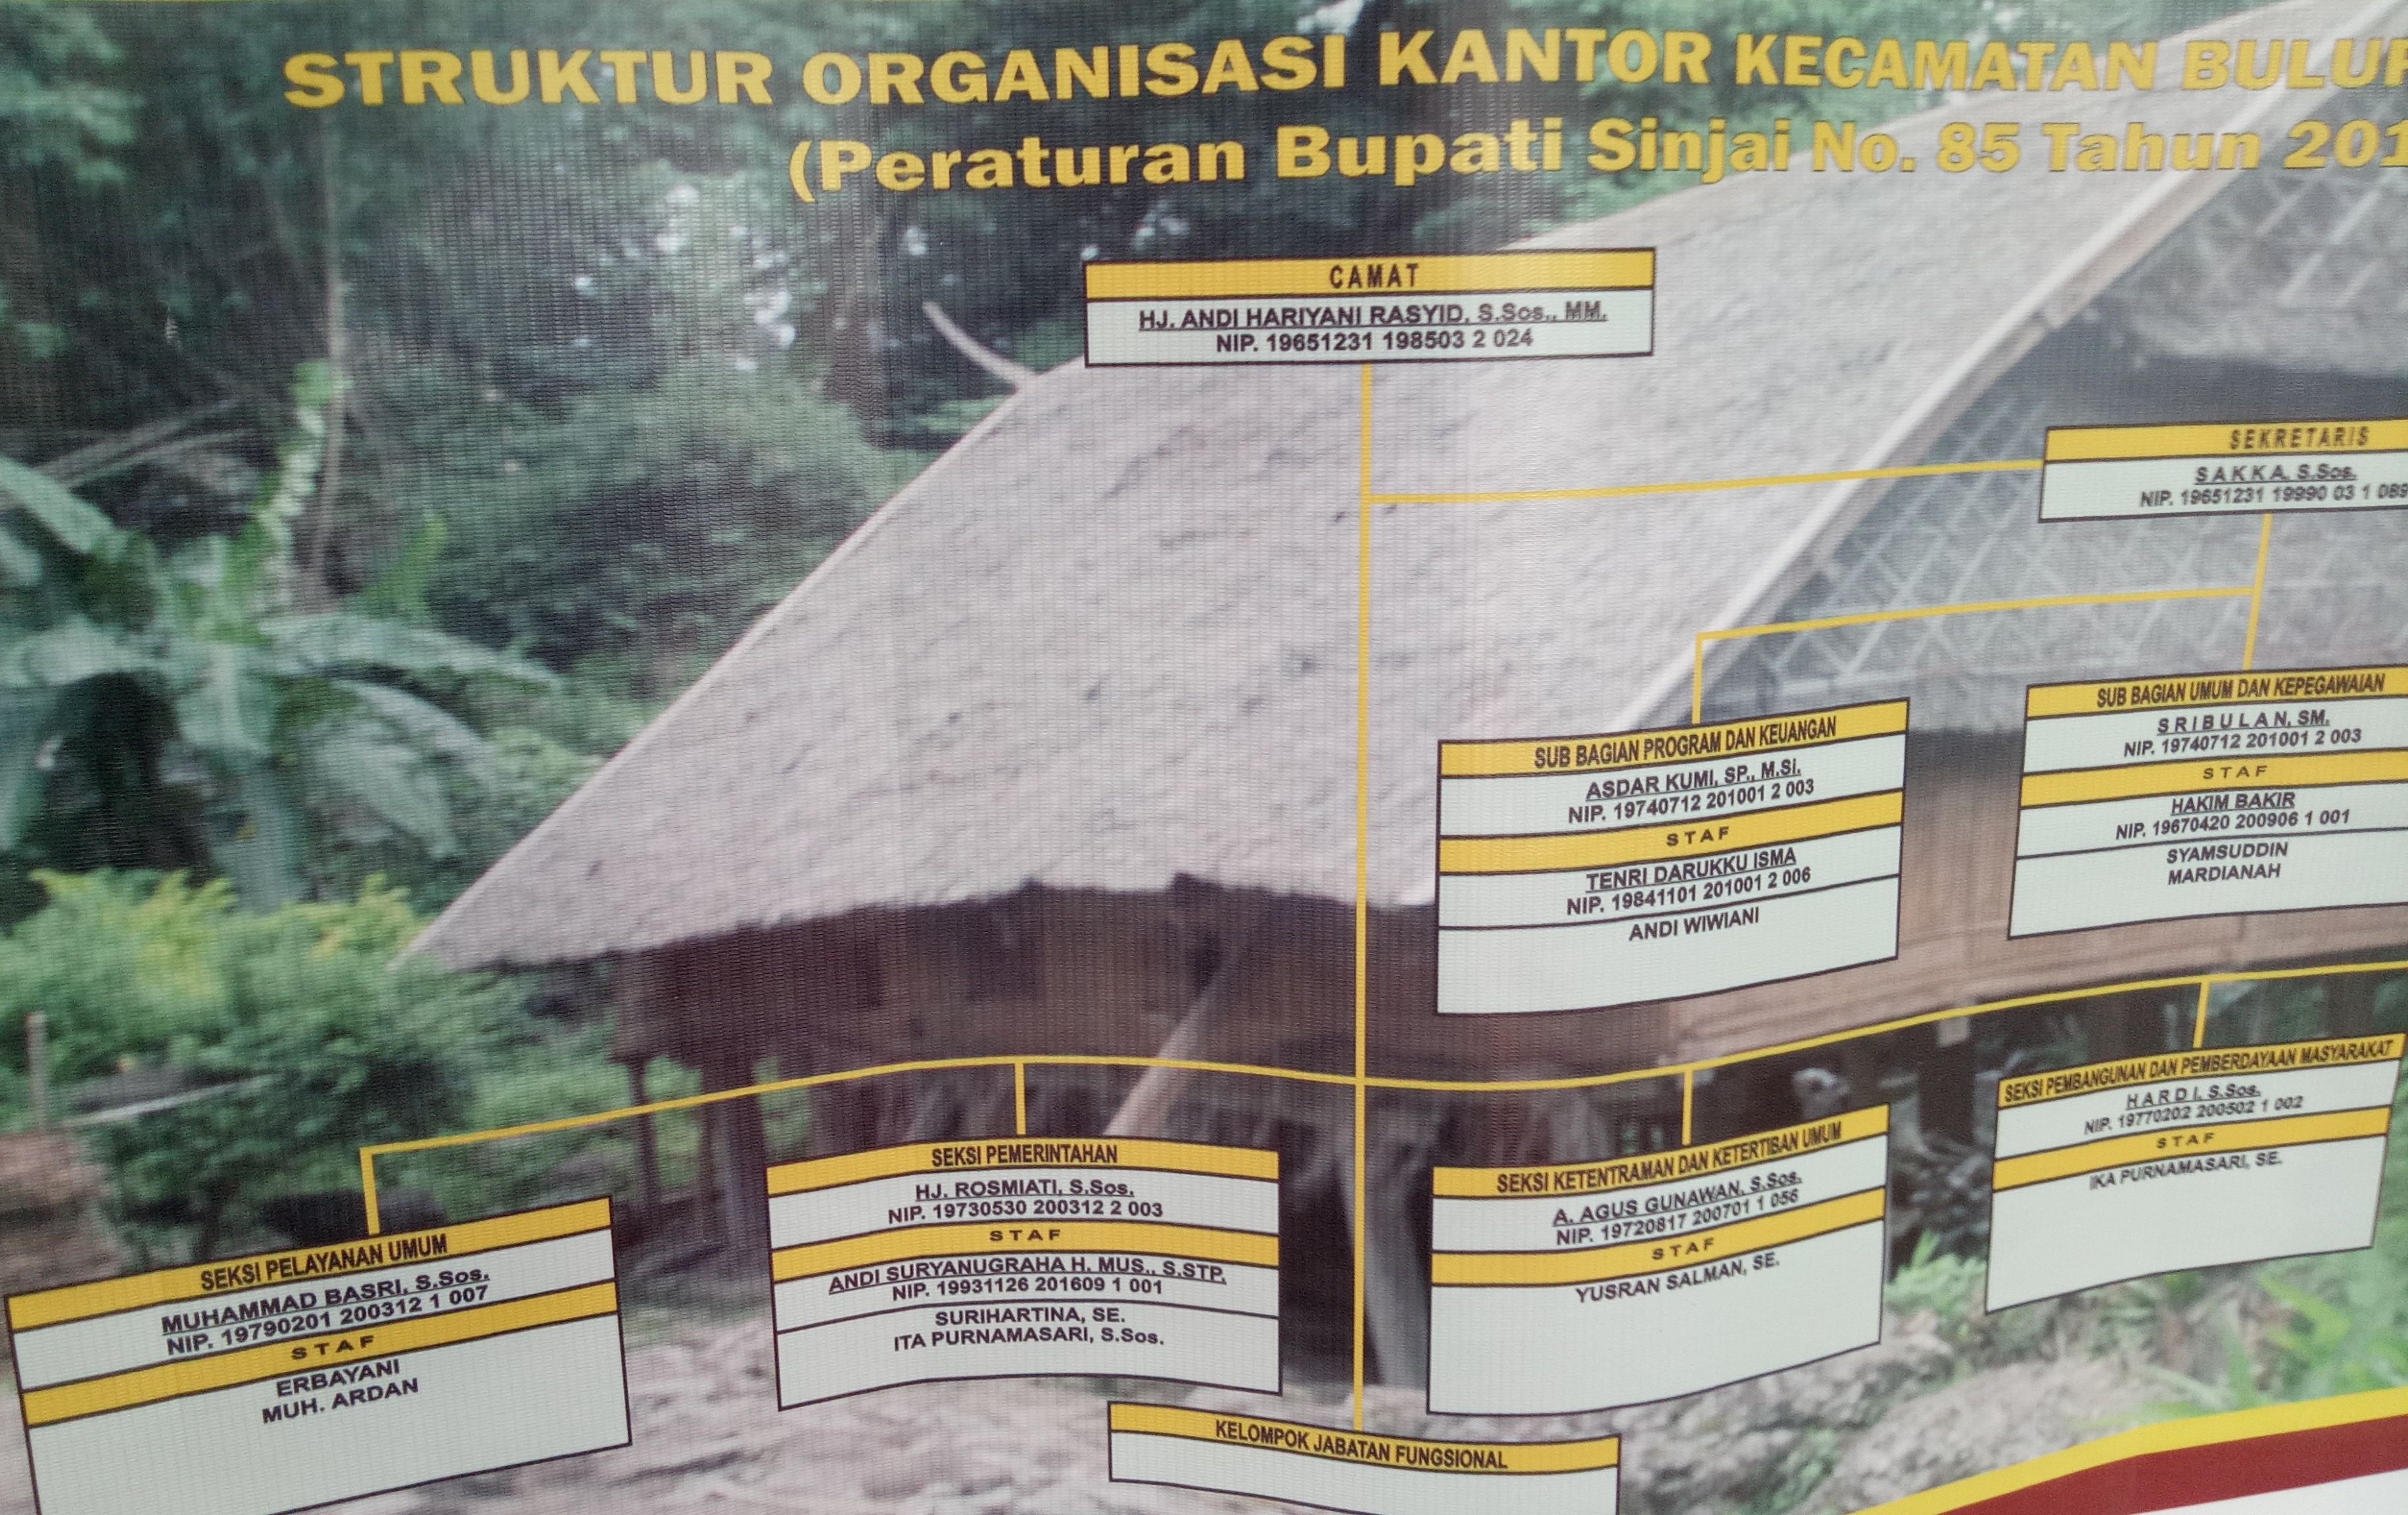 STRUKTUR ORGANISASI KANTOR KECAMATAN
(Peraturan Bupati Sinjai No. 85 Tahun 201
CAMAT
HJ. ANDI HARIYANI RASYID, S.Sos., MM.
NIP. 19651231 198503 2 024
SEKRETARIS
SAKKA, S.Sos.
NIP. 19651231 19990 03 1 089
SUB BAGIAN PROGRAM DAN KEUANGAN
ASDAR KUMI, SP., M.Si.
NIP. 19740712 201001 2 003
STAF
TENRI DARUKKU ISMA
NIP. 19841101 201001 2 006
ANDI WIWIANI
SUB BAGIAN UMUM DAN KEPEGAWAIAN
SRIBULAN, SM.
NIP. 19740712 201001 2 003
STAF
HAKIM BAKIR
NIP. 19670420 200906 1 001
SYAMSUDDIN
MARDIANAH
SEKSI PELAYANAN UMUM
MUHAMMAD BASRI, S.Sos.
NIP. 19790201 200312 1 007
STAF
ERBAYANI
MUH. ARDAN
SEKSI PEMERINTAHAN
HJ. ROSMIATI, S.Sos.
NIP. 19730530 200312 2 003
STAF
ANDI SURYANUGRAHA H. MUS., S.STP.
NIP. 19931126 201609 1 001
SURIHARTINA, SE.
ITA PURNAMASARI, S.Sos.
SEKSI KETENTRAMAN DAN KETERTIBAN UMUM
A. AGUS GUNAWAN, S.Sos.
NIP. 19720817 200701 1 056
STAF
YUSRAN SALMAN, SE.
SEKSI PEMBANGUNAN DAN PEMBERDAYAAN MASYARAKAT
HARDI, S.Sos.
NIP. 19770202 200502 1 002
STAF
IKA PURNAMASARI, SE.
KELOMPOK JABATAN FUNGSIONAL